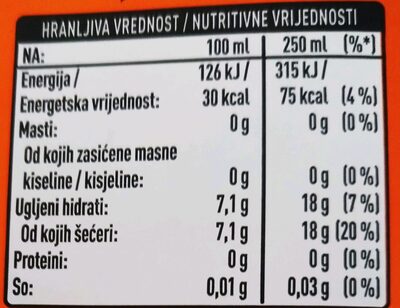 HRANLJIVA VREDNOST / NUTRITIVNE VRIJEDNOSTI
NA: 100 ml 250 ml (%*)
Energija / 126 kJ / 315 kJ /
Energetska vrijednost: 30 kcal 75 kcal (4 %)
Masti: 0 g 0 g (0 %)
Od kojih zasićene masne
kiseline / kisjeline: 0 g 0 g (0 %)
Ugljeni hidrati: 7,1 g 18 g (7 %)
Od kojih šećeri: 7,1 g 18 g (20 %)
Proteini: 0 g 0 g (0 %)
So: 0,01 g 0,03 g (0 %)